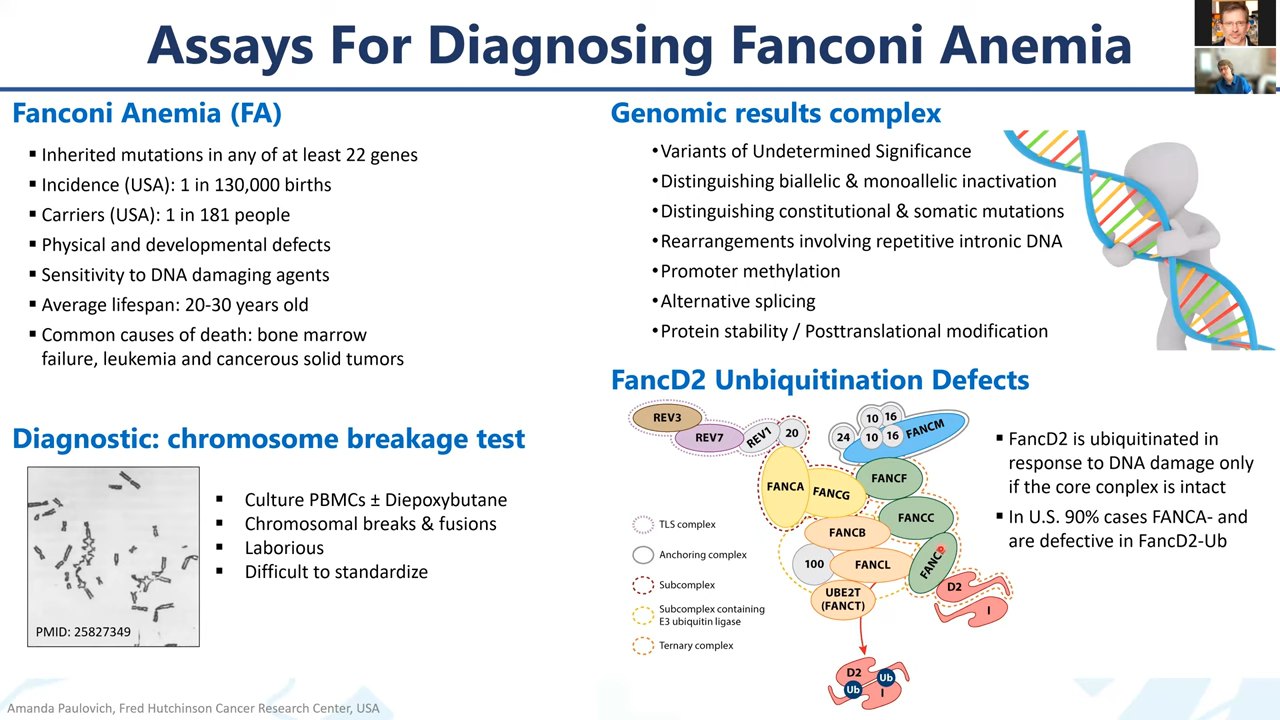 Assays For Diagnosing Fanconi Anemia
Fanconi Anemia (FA)
▪ Inherited mutations in any of at least 22 genes
▪ Incidence (USA): 1 in 130,000 births
▪ Carriers (USA): 1 in 181 people
▪ Physical and developmental defects
▪ Sensitivity to DNA damaging agents
▪ Average lifespan: 20-30 years old
▪ Common causes of death: bone marrow
failure, leukemia and cancerous solid tumors
Diagnostic: chromosome breakage test
PMID: 25827349
▪ Culture PBMCs ± Diepoxybutane
▪ Chromosomal breaks & fusions
▪ Laborious
▪ Difficult to standardize
Genomic results complex
•Variants of Undetermined Significance
•Distinguishing biallelic & monoallelic inactivation
•Distinguishing constitutional & somatic mutations
•Rearrangements involving repetitive intronic DNA
•Promoter methylation
•Alternative splicing
•Protein stability / Posttranslational modification
FancD2 Unbiquitination Defects
REV3
REV7
REV1
20
24
10
16
10
16
FANCM
FANCA
FANCG
FANCF
FANCC
FANCB
100
FANCL
FANC
UBE2T
(FANCT)
D2
I
D2
Ub
Ub
I
TLS complex
Anchoring complex
Subcomplex
Subcomplex containing
E3 ubiquitin ligase
Ternary complex
▪ FancD2 is ubiquitinated in
response to DNA damage only
if the core conplex is intact
▪ In U.S. 90% cases FANCA- and
are defective in FancD2-Ub
Amanda Paulovich, Fred Hutchinson Cancer Research Center, USA